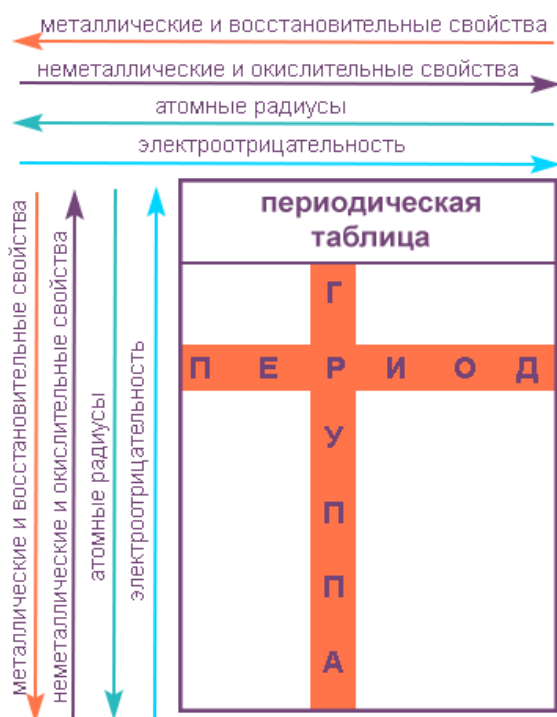 металлические и восстановительные свойства
неметаллические и окислительные свойства
атомные радиусы
электроотрицательность
металлические и восстановительные свойства
неметаллические и окислительные свойства
атомные радиусы
электроотрицательность
периодическая
таблица
Г
П Е Р И О Д
У
П
П
А